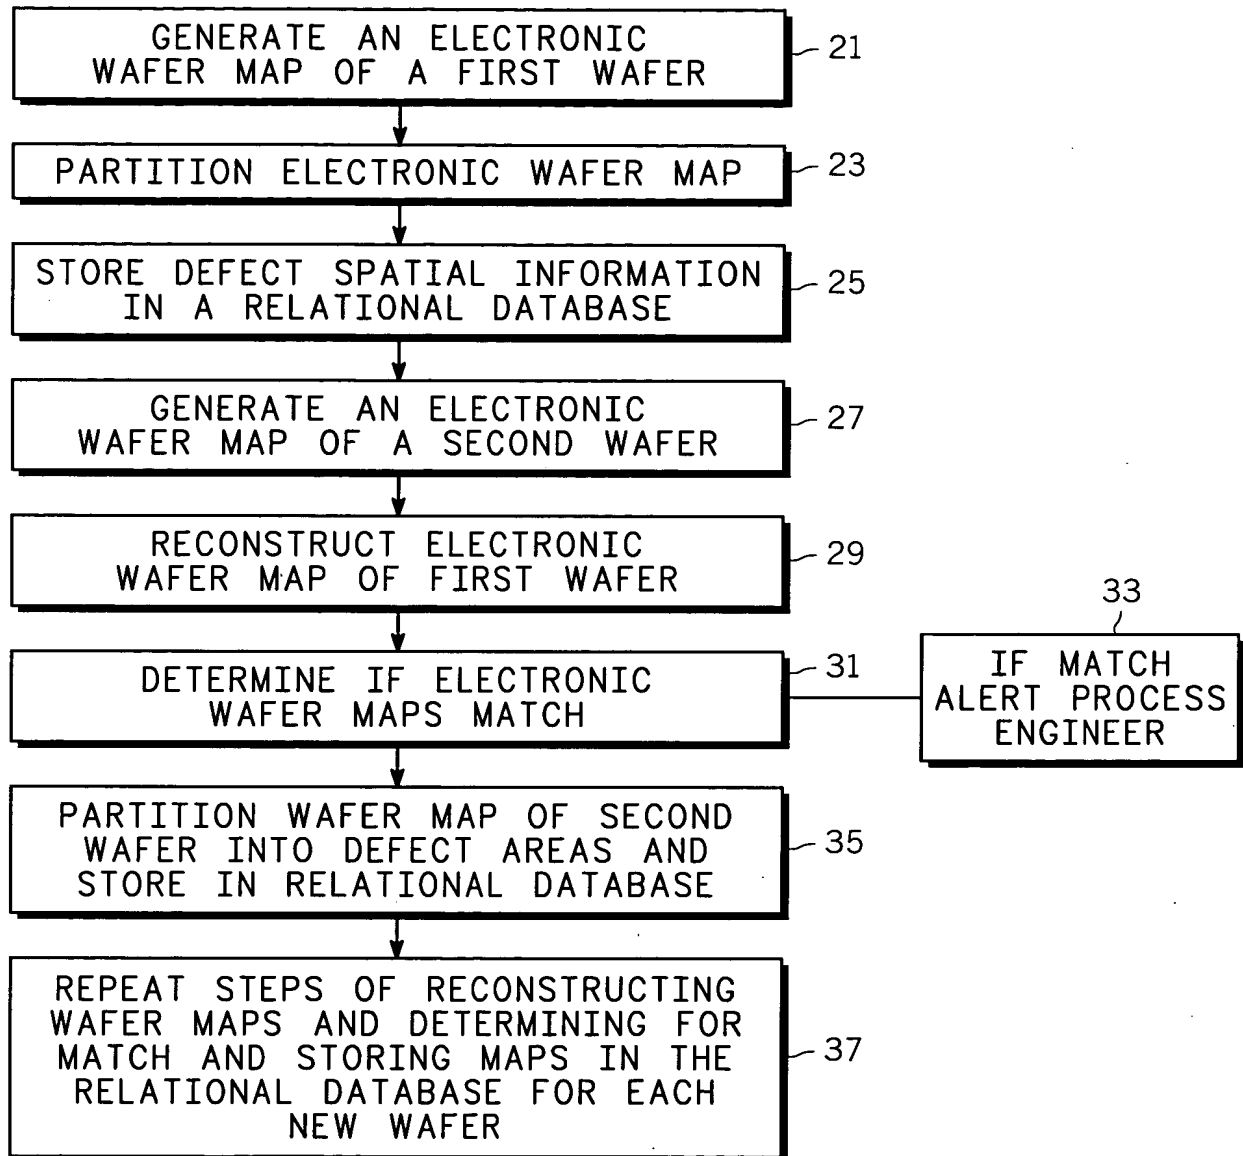 GENERATE AN ELECTRONIC
WAFER MAP OF A FIRST WAFER
21
PARTITION ELECTRONIC WAFER MAP
23
STORE DEFECT SPATIAL INFORMATION
IN A RELATIONAL DATABASE
25
GENERATE AN ELECTRONIC
WAFER MAP OF A SECOND WAFER
27
RECONSTRUCT ELECTRONIC
WAFER MAP OF FIRST WAFER
29
DETERMINE IF ELECTRONIC
WAFER MAPS MATCH
31
33
IF MATCH
ALERT PROCESS
ENGINEER
PARTITION WAFER MAP OF SECOND
WAFER INTO DEFECT AREAS AND
STORE IN RELATIONAL DATABASE
35
REPEAT STEPS OF RECONSTRUCTING
WAFER MAPS AND DETERMINING FOR
MATCH AND STORING MAPS IN THE
RELATIONAL DATABASE FOR EACH
NEW WAFER
37